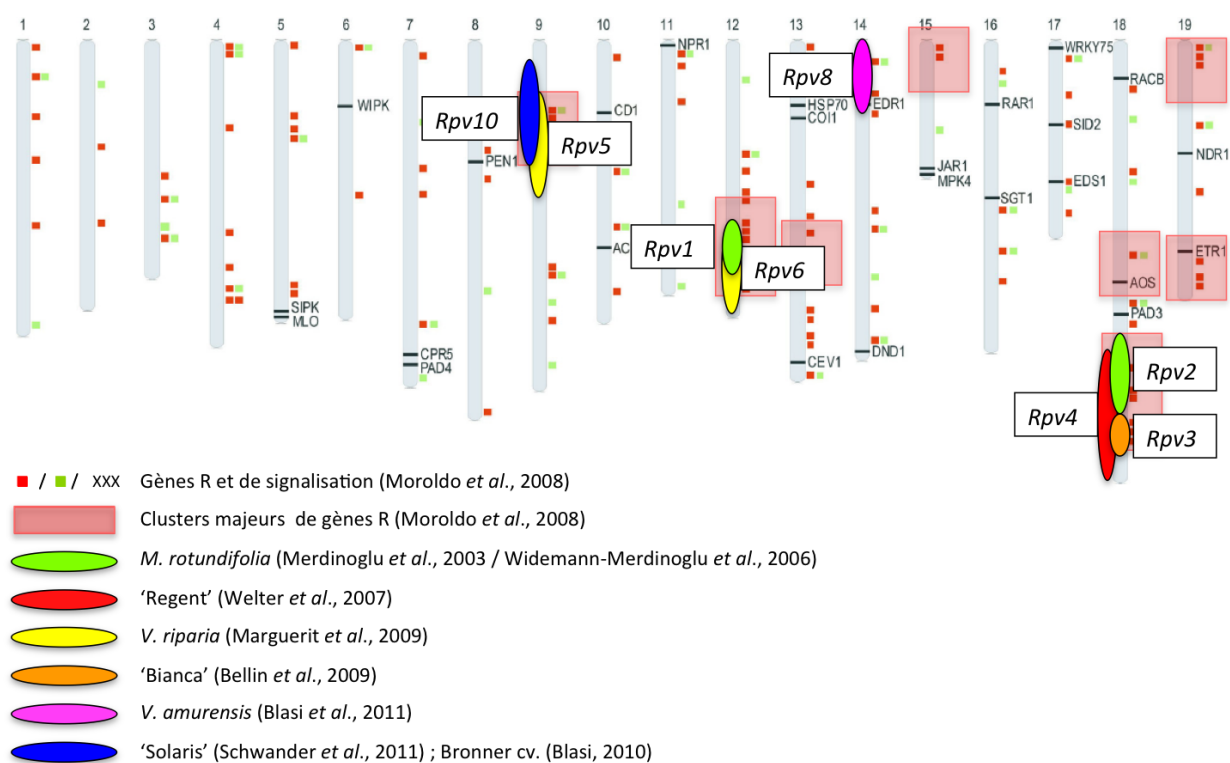 1 2 3 4 5 6 7 8 9 10 11 12 13 14 15 16 17 18 19
NPR1
WRKY75
RACB
Rpv8
WIPK
CD1
HSP70
EDR1
RAR1
COI1
Rpv10
SID2
Rpv5
PEN1
NDR1
JAR1
MPK4
EDS1
SGT1
AC
Rpv1
Rpv6
ETR1
AOS
SIPK
MLO
PAD3
CPR5
PAD4
CEV1
DND1
Rpv2
Rpv4
Rpv3
/ / XXX Gènes R et de signalisation (Moroldo et al., 2008)
Clusters majeurs de gènes R (Moroldo et al., 2008)
M. rotundifolia (Merdinoglu et al., 2003 / Widemann-Merdinoglu et al., 2006)
‘Regent’ (Welter et al., 2007)
V. riparia (Marguerit et al., 2009)
‘Bianca’ (Bellin et al., 2009)
V. amurensis (Blasi et al., 2011)
‘Solaris’ (Schwander et al., 2011) ; Bronner cv. (Blasi, 2010)